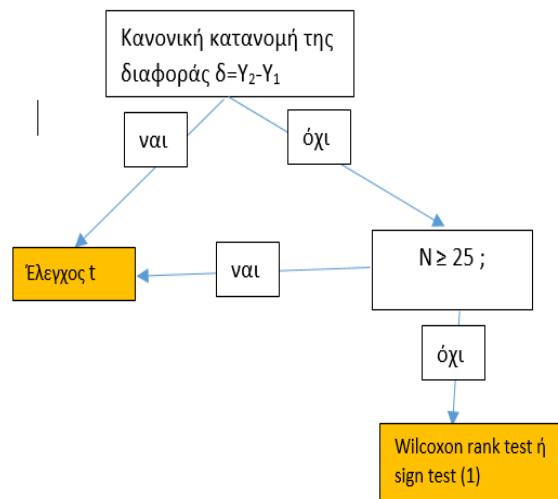 Κανονική κατανομή της
διαφοράς δ=Y₂-Y₁
ναι
όχι
Έλεγχος t
ναι
N ≥ 25 ;
όχι
Wilcoxon rank test ή
sign test (1)